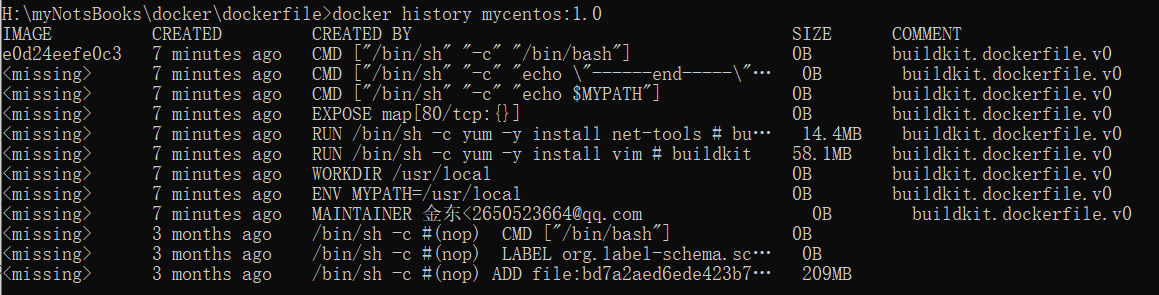 H:\myNotsBooks\docker\dockerfile>docker history mycentos:1.0
IMAGE CREATED CREATED BY SIZE COMMENT
e0d24eefe0c3 7 minutes ago CMD ["/bin/sh" "-c" "/bin/bash"] 0B buildkit.dockerfile.v0
<missing> 7 minutes ago CMD ["/bin/sh" "-c" "echo \"------end-----\"… 0B buildkit.dockerfile.v0
<missing> 7 minutes ago CMD ["/bin/sh" "-c" "echo $MYPATH"] 0B buildkit.dockerfile.v0
<missing> 7 minutes ago EXPOSE map[80/tcp:{}] 0B buildkit.dockerfile.v0
<missing> 7 minutes ago RUN /bin/sh -c yum -y install net-tools # bu… 14.4MB buildkit.dockerfile.v0
<missing> 7 minutes ago RUN /bin/sh -c yum -y install vim # buildkit 58.1MB buildkit.dockerfile.v0
<missing> 7 minutes ago WORKDIR /usr/local 0B buildkit.dockerfile.v0
<missing> 7 minutes ago ENV MYPATH=/usr/local 0B buildkit.dockerfile.v0
<missing> 7 minutes ago MAINTAINER 金东<2650523664@qq.com 0B buildkit.dockerfile.v0
<missing> 3 months ago /bin/sh -c #(nop) CMD ["/bin/bash"] 0B
<missing> 3 months ago /bin/sh -c #(nop) LABEL org.label-schema.sc… 0B
<missing> 3 months ago /bin/sh -c #(nop) ADD file:bd7a2aed6ede423b7… 209MB